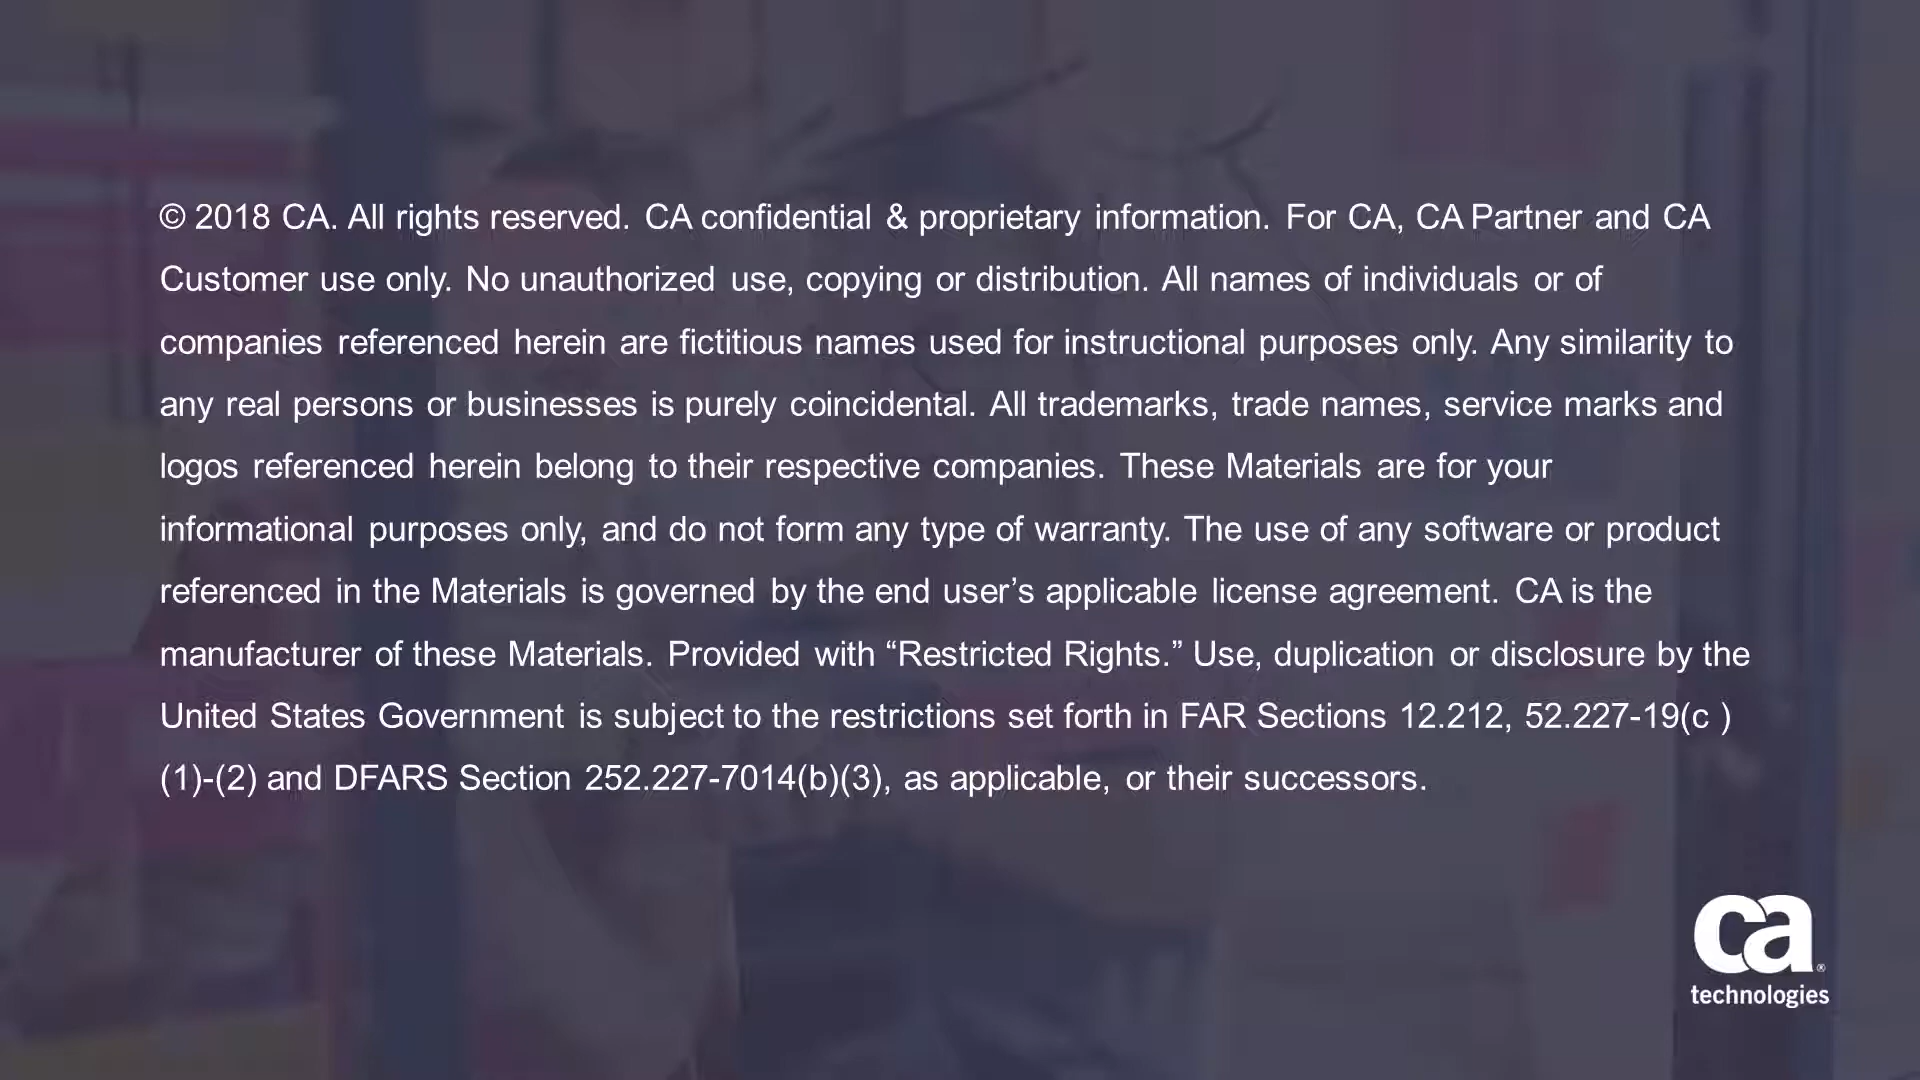 © 2018 CA. All rights reserved. CA confidential & proprietary information. For CA, CA Partner and CA
Customer use only. No unauthorized use, copying or distribution. All names of individuals or of
companies referenced herein are fictitious names used for instructional purposes only. Any similarity to
any real persons or businesses is purely coincidental. All trademarks, trade names, service marks and
logos referenced herein belong to their respective companies. These Materials are for your
informational purposes only, and do not form any type of warranty. The use of any software or product
referenced in the Materials is governed by the end user’s applicable license agreement. CA is the
manufacturer of these Materials. Provided with “Restricted Rights.” Use, duplication or disclosure by the
United States Government is subject to the restrictions set forth in FAR Sections 12.212, 52.227-19(c )
(1)-(2) and DFARS Section 252.227-7014(b)(3), as applicable, or their successors.
ca®
technologies